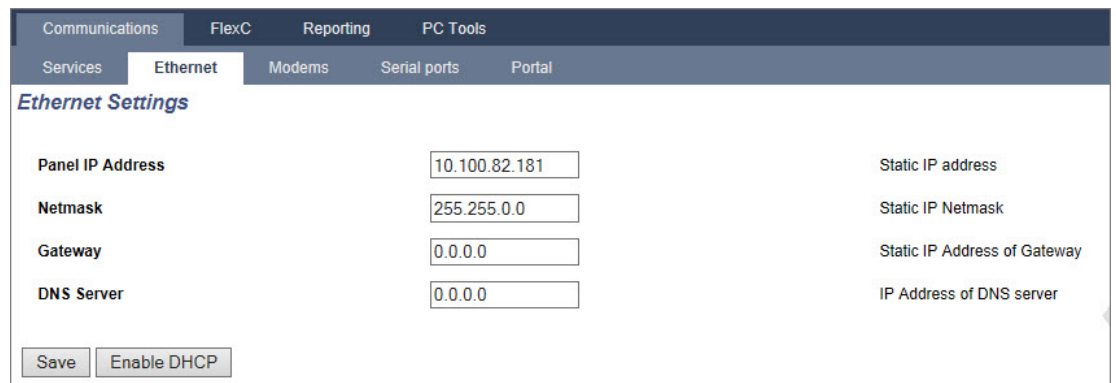 Communications FlexC Reporting PC Tools
Services Ethernet Modems Serial ports Portal
Ethernet Settings
Panel IP Address 10.100.82.181 Static IP address
Netmask 255.255.0.0 Static IP Netmask
Gateway 0.0.0.0 Static IP Address of Gateway
DNS Server 0.0.0.0 IP Address of DNS server
Save Enable DHCP